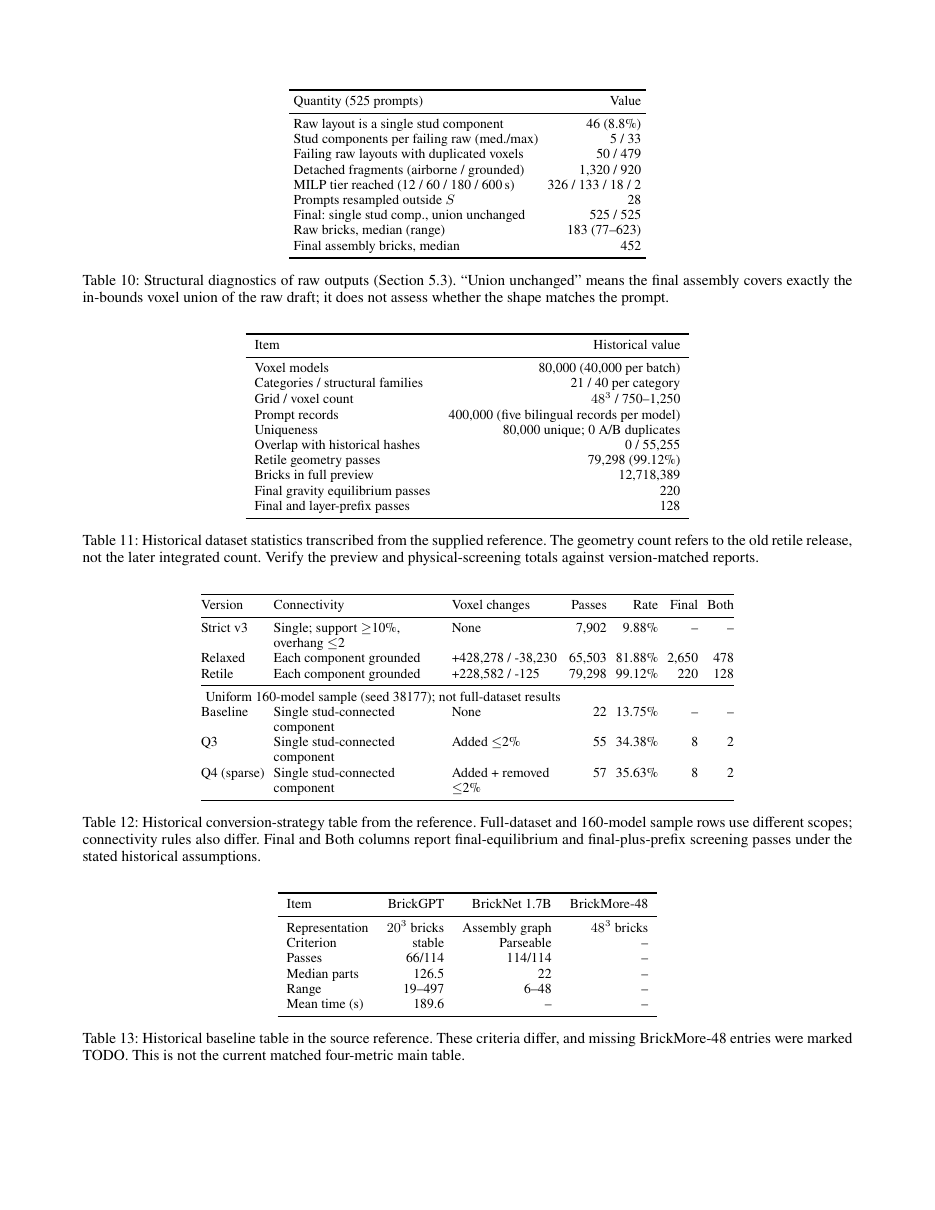 Quantity (525 prompts) Value
Raw layout is a single stud component 46 (8.8%)
Stud components per failing raw (med./max) 5 / 33
Failing raw layouts with duplicated voxels 50 / 479
Detached fragments (airborne / grounded) 1,320 / 920
MILP tier reached (12 / 60 / 180 / 600 s) 326 / 133 / 18 / 2
Prompts resampled outside S 28
Final: single stud comp., union unchanged 525 / 525
Raw bricks, median (range) 183 (77–623)
Final assembly bricks, median 452
Table 10: Structural diagnostics of raw outputs (Section 5.3). “Union unchanged” means the final assembly covers exactly the
in-bounds voxel union of the raw draft; it does not assess whether the shape matches the prompt.
Item Historical value
Voxel models 80,000 (40,000 per batch)
Categories / structural families 21 / 40 per category
Grid / voxel count 48³ / 750–1,250
Prompt records 400,000 (five bilingual records per model)
Uniqueness 80,000 unique; 0 A/B duplicates
Overlap with historical hashes 0 / 55,255
Retile geometry passes 79,298 (99.12%)
Bricks in full preview 12,718,389
Final gravity equilibrium passes 220
Final and layer-prefix passes 128
Table 11: Historical dataset statistics transcribed from the supplied reference. The geometry count refers to the old retile release,
not the later integrated count. Verify the preview and physical-screening totals against version-matched reports.
Version Connectivity Voxel changes Passes Rate Final Both
Strict v3 Single; support ≥10%, None 7,902 9.88% – –
overhang ≤2
Relaxed Each component grounded +428,278 / -38,230 65,503 81.88% 2,650 478
Retile Each component grounded +228,582 / -125 79,298 99.12% 220 128
Uniform 160-model sample (seed 38177); not full-dataset results
Baseline Single stud-connected None 22 13.75% – –
component
Q3 Single stud-connected Added ≤2% 55 34.38% 8 2
component
Q4 (sparse) Single stud-connected Added + removed 57 35.63% 8 2
component ≤2%
Table 12: Historical conversion-strategy table from the reference. Full-dataset and 160-model sample rows use different scopes;
connectivity rules also differ. Final and Both columns report final-equilibrium and final-plus-prefix screening passes under the
stated historical assumptions.
Item BrickGPT BrickNet 1.7B BrickMore-48
Representation 20³ bricks Assembly graph 48³ bricks
Criterion stable Parseable –
Passes 66/114 114/114 –
Median parts 126.5 22 –
Range 19–497 6–48 –
Mean time (s) 189.6 – –
Table 13: Historical baseline table in the source reference. These criteria differ, and missing BrickMore-48 entries were marked
TODO. This is not the current matched four-metric main table.